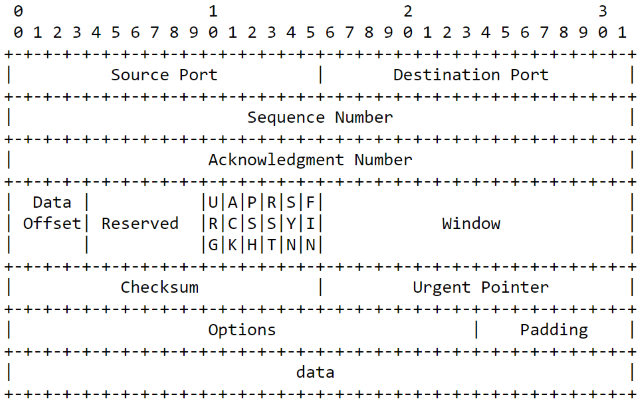 0                   1                   2                   3
 0 1 2 3 4 5 6 7 8 9 0 1 2 3 4 5 6 7 8 9 0 1 2 3 4 5 6 7 8 9 0 1
+-+-+-+-+-+-+-+-+-+-+-+-+-+-+-+-+-+-+-+-+-+-+-+-+-+-+-+-+-+-+-+-+
|          Source Port          |       Destination Port        |
+-+-+-+-+-+-+-+-+-+-+-+-+-+-+-+-+-+-+-+-+-+-+-+-+-+-+-+-+-+-+-+-+
|                        Sequence Number                        |
+-+-+-+-+-+-+-+-+-+-+-+-+-+-+-+-+-+-+-+-+-+-+-+-+-+-+-+-+-+-+-+-+
|                    Acknowledgment Number                      |
+-+-+-+-+-+-+-+-+-+-+-+-+-+-+-+-+-+-+-+-+-+-+-+-+-+-+-+-+-+-+-+-+
|  Data |           |U|A|P|R|S|F|                               |
| Offset| Reserved  |R|C|S|S|Y|I|            Window             |
|       |           |G|K|H|T|N|N|                               |
+-+-+-+-+-+-+-+-+-+-+-+-+-+-+-+-+-+-+-+-+-+-+-+-+-+-+-+-+-+-+-+-+
|           Checksum            |         Urgent Pointer        |
+-+-+-+-+-+-+-+-+-+-+-+-+-+-+-+-+-+-+-+-+-+-+-+-+-+-+-+-+-+-+-+-+
|                    Options                    |    Padding    |
+-+-+-+-+-+-+-+-+-+-+-+-+-+-+-+-+-+-+-+-+-+-+-+-+-+-+-+-+-+-+-+-+
|                             data                              |
+-+-+-+-+-+-+-+-+-+-+-+-+-+-+-+-+-+-+-+-+-+-+-+-+-+-+-+-+-+-+-+-+